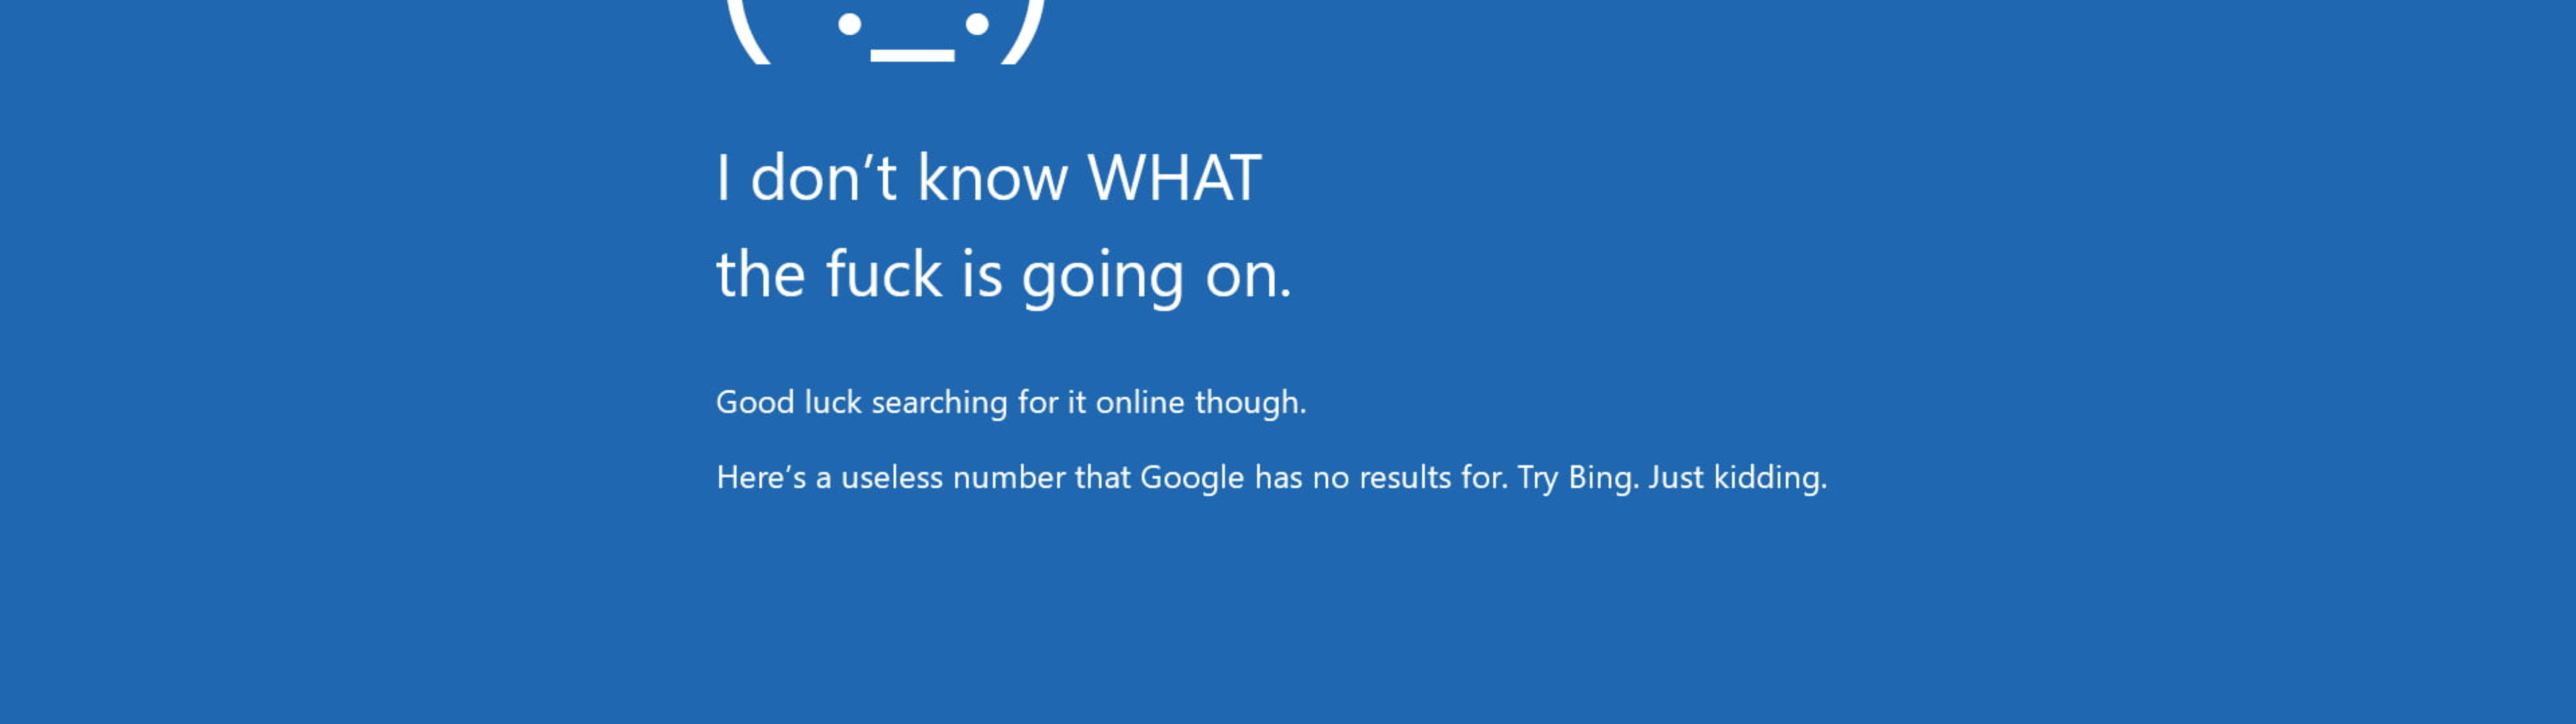 ( ._.)
I don’t know WHAT
the fuck is going on.
Good luck searching for it online though.
Here’s a useless number that Google has no results for. Try Bing. Just kidding.